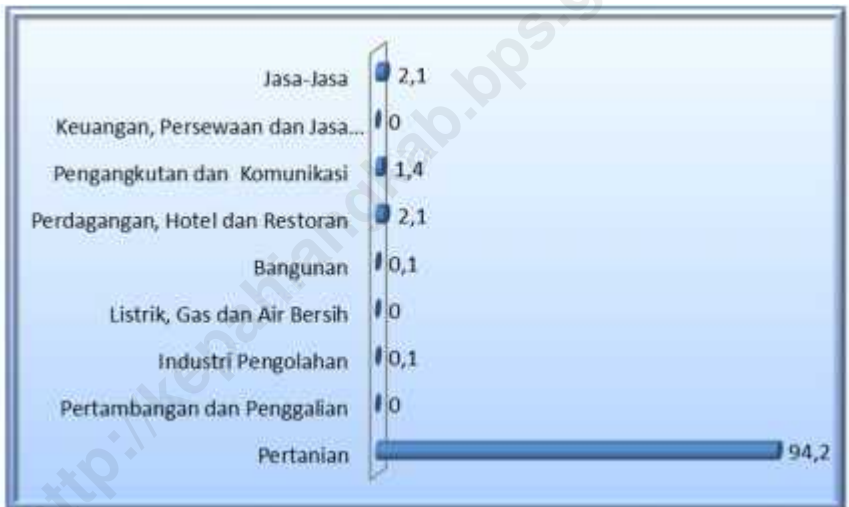 Jasa-Jasa 2,1
Keuangan, Persewaan dan Jasa... 0
Pengangkutan dan Komunikasi 1,4
Perdagangan, Hotel dan Restoran 2,1
Bangunan 0,1
Listrik, Gas dan Air Bersih 0
Industri Pengolahan 0,1
Pertambangan dan Penggalian 0
Pertanian 94,2